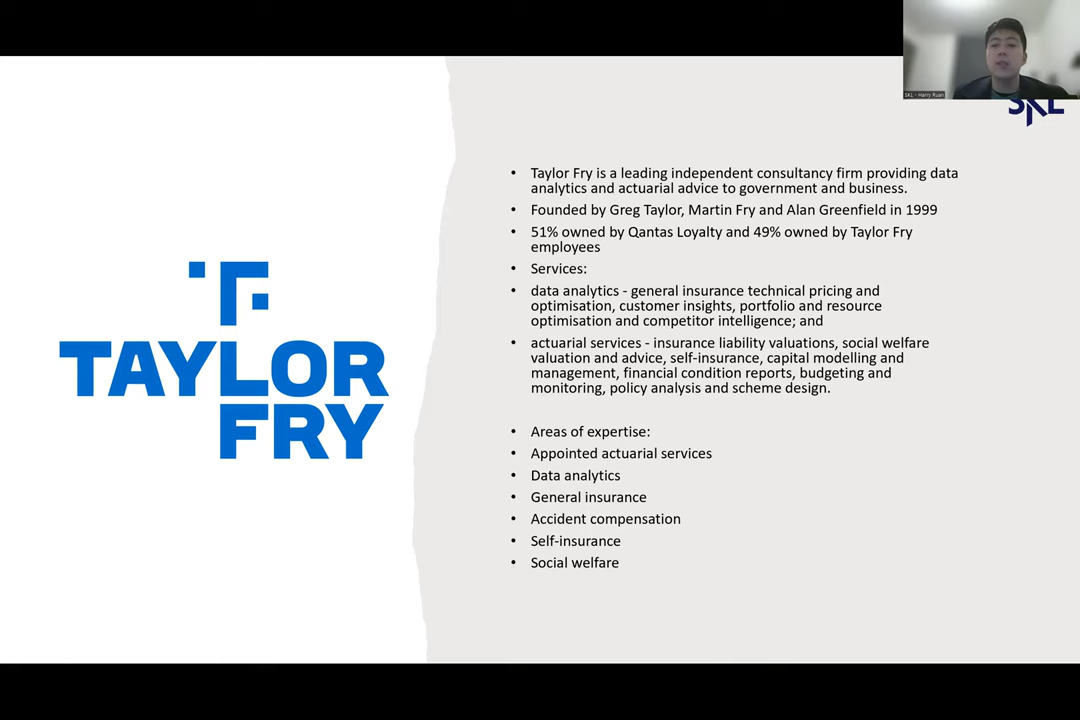 SKL - Harry Ruan
SKL
• Taylor Fry is a leading independent consultancy firm providing data
analytics and actuarial advice to government and business.
• Founded by Greg Taylor, Martin Fry and Alan Greenfield in 1999
• 51% owned by Qantas Loyalty and 49% owned by Taylor Fry
employees
• Services:
• data analytics - general insurance technical pricing and
optimisation, customer insights, portfolio and resource
optimisation and competitor intelligence; and
• actuarial services - insurance liability valuations, social welfare
valuation and advice, self-insurance, capital modelling and
management, financial condition reports, budgeting and
monitoring, policy analysis and scheme design.
• Areas of expertise:
• Appointed actuarial services
• Data analytics
• General insurance
• Accident compensation
• Self-insurance
• Social welfare
TF
TAYLOR
FRY